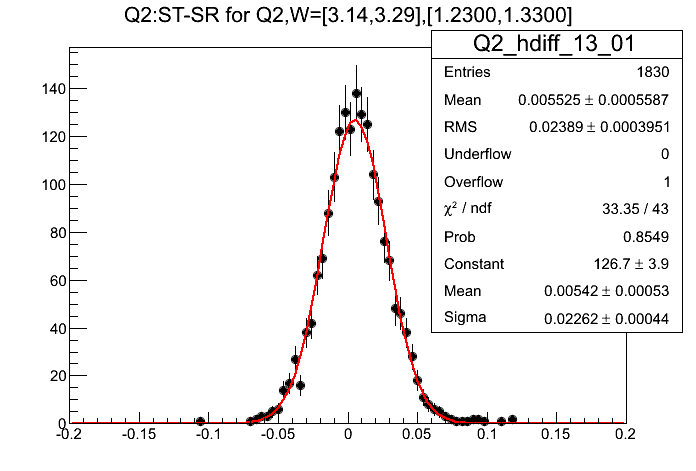 Q2:ST-SR for Q2,W=[3.14,3.29],[1.2300,1.3300]
Q2_hdiff_13_01
Entries 1830
Mean 0.005525 ± 0.0005587
RMS 0.02389 ± 0.0003951
Underflow 0
Overflow 1
χ² / ndf 33.35 / 43
Prob 0.8549
Constant 126.7 ± 3.9
Mean 0.00542 ± 0.00053
Sigma 0.02262 ± 0.00044
140
120
100
80
60
40
20
0
-0.2 -0.15 -0.1 -0.05 0 0.05 0.1 0.15 0.2